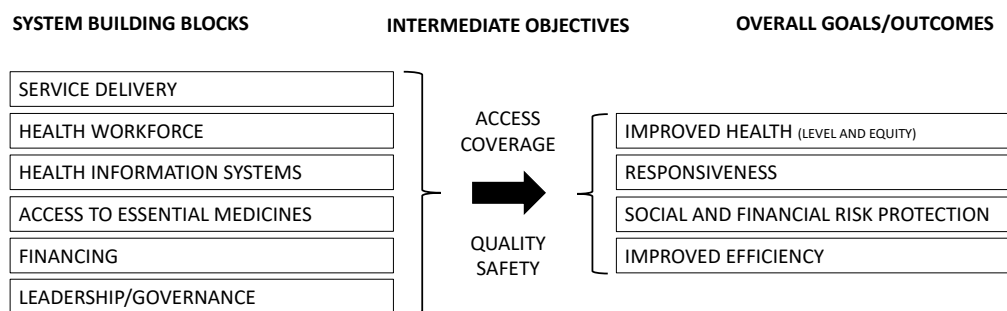 SYSTEM BUILDING BLOCKS
INTERMEDIATE OBJECTIVES
OVERALL GOALS/OUTCOMES
SERVICE DELIVERY
HEALTH WORKFORCE
HEALTH INFORMATION SYSTEMS
ACCESS TO ESSENTIAL MEDICINES
FINANCING
LEADERSHIP/GOVERNANCE
ACCESS
COVERAGE
QUALITY
SAFETY
IMPROVED HEALTH (LEVEL AND EQUITY)
RESPONSIVENESS
SOCIAL AND FINANCIAL RISK PROTECTION
IMPROVED EFFICIENCY